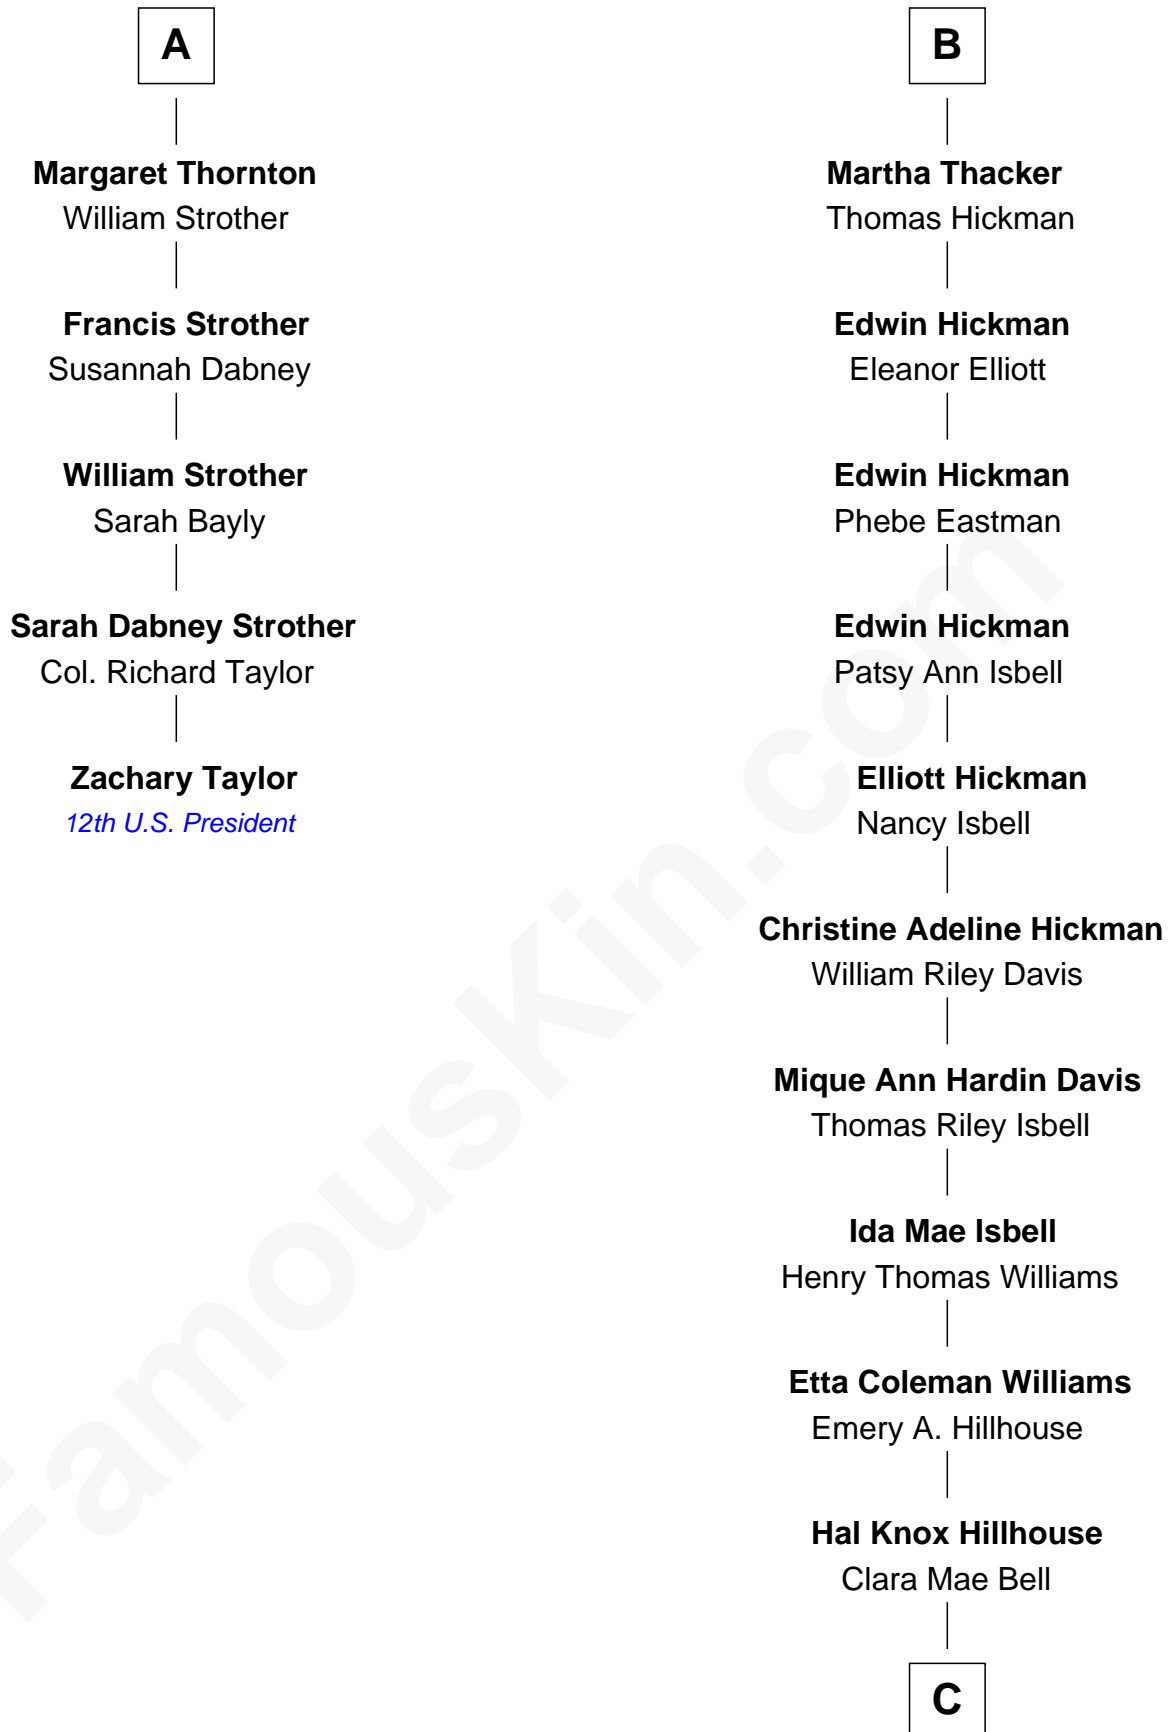 A
Margaret Thornton
William Strother
Francis Strother
Susannah Dabney
William Strother
Sarah Bayly
Sarah Dabney Strother
Col. Richard Taylor
Zachary Taylor
12th U.S. President
B
Martha Thacker
Thomas Hickman
Edwin Hickman
Eleanor Elliott
Edwin Hickman
Phebe Eastman
Edwin Hickman
Patsy Ann Isbell
Elliott Hickman
Nancy Isbell
Christine Adeline Hickman
William Riley Davis
Mique Ann Hardin Davis
Thomas Riley Isbell
Ida Mae Isbell
Henry Thomas Williams
Etta Coleman Williams
Emery A. Hillhouse
Hal Knox Hillhouse
Clara Mae Bell
C
FamousKin.com